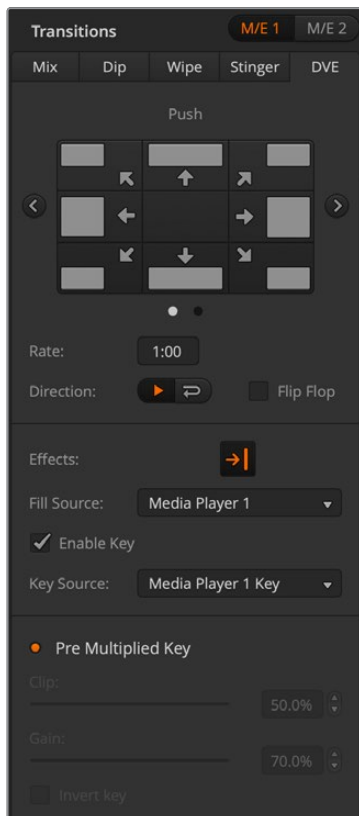 Transitions M/E 1 M/E 2
Mix Dip Wipe Stinger DVE
Push
Rate: 1:00
Direction: Flip Flop
Effects:
Fill Source: Media Player 1
Enable Key
Key Source: Media Player 1 Key
Pre Multiplied Key
Clip:
50.0%
Gain:
70.0%
Invert key